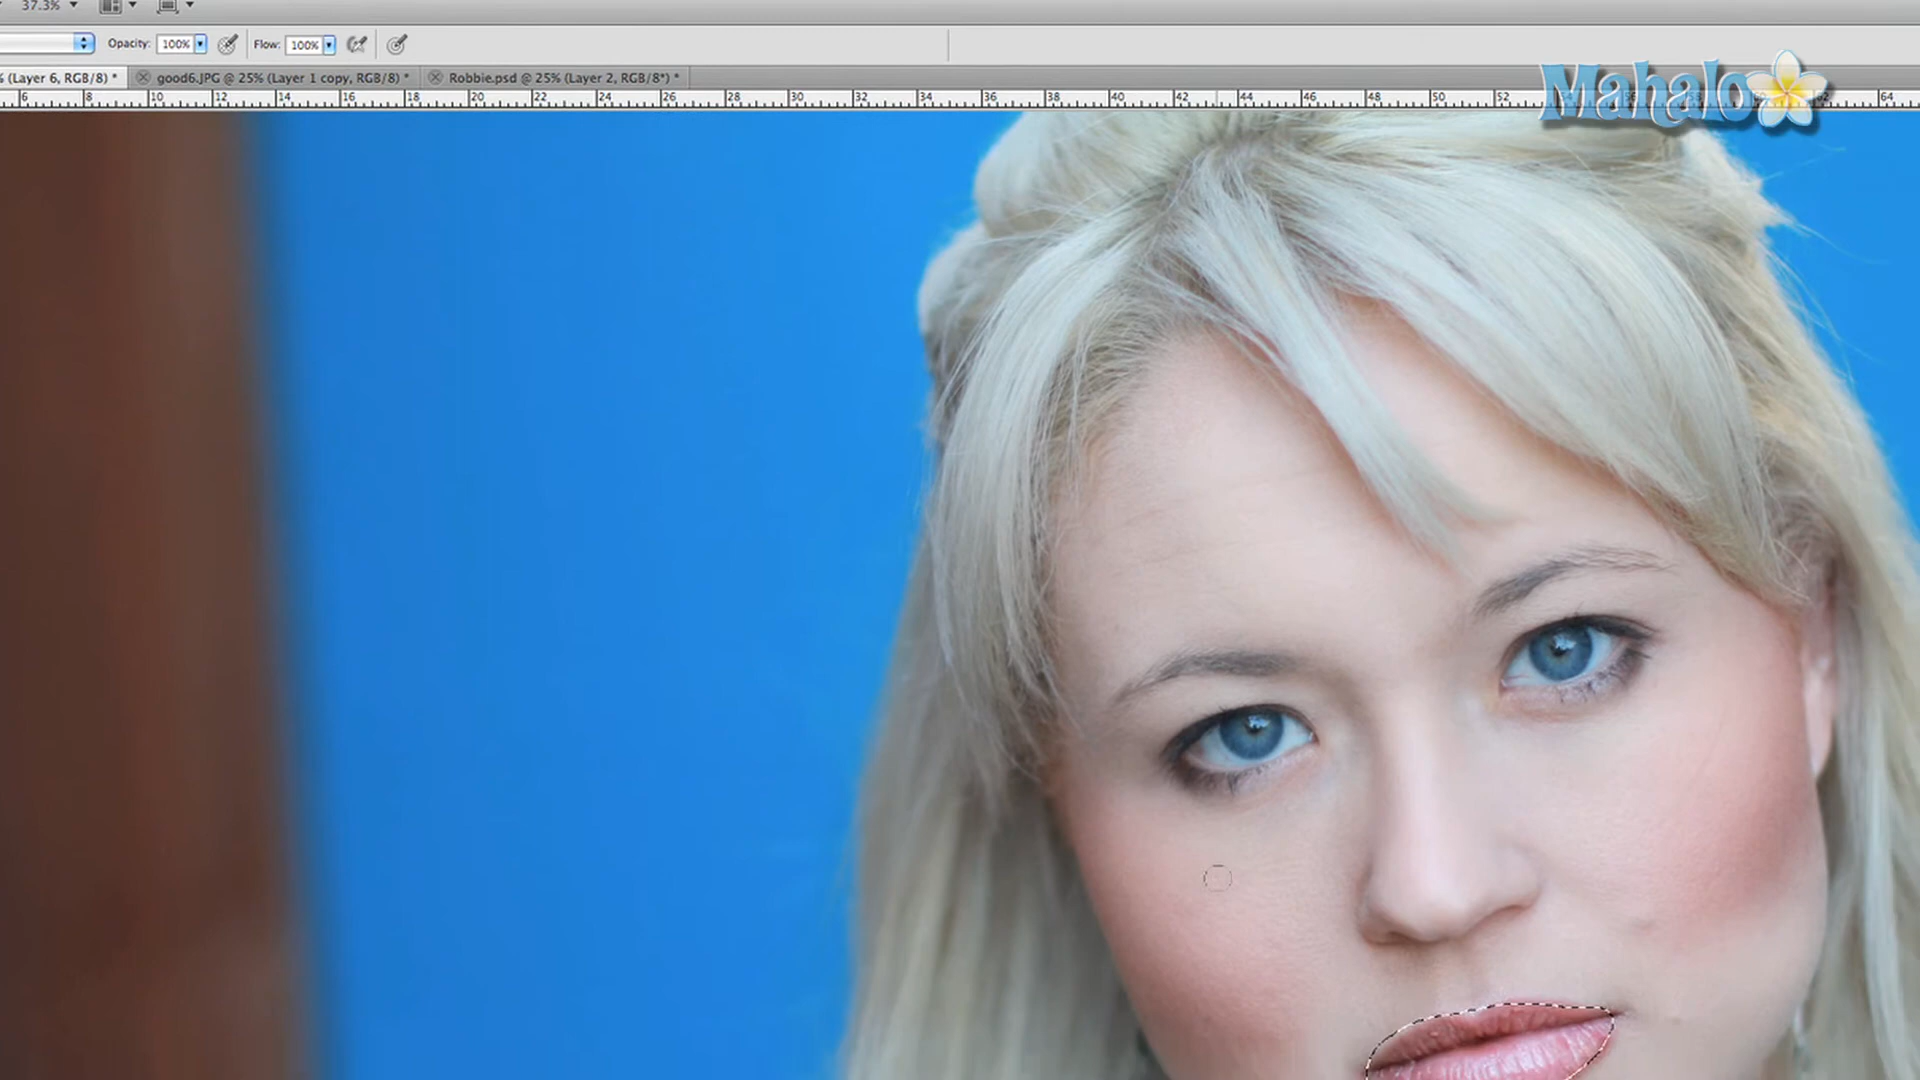 37.3%
Opacity: 100% Flow: 100%
% (Layer 6, RGB/8) * good6.JPG @ 25% (Layer 1 copy, RGB/8) * Robbie.psd @ 25% (Layer 2, RGB/8*) *
6 8 10 12 14 16 18 20 22 24 26 28 30 32 34 36 38 40 42 44 46 48 50 52 62 64
Mahalo